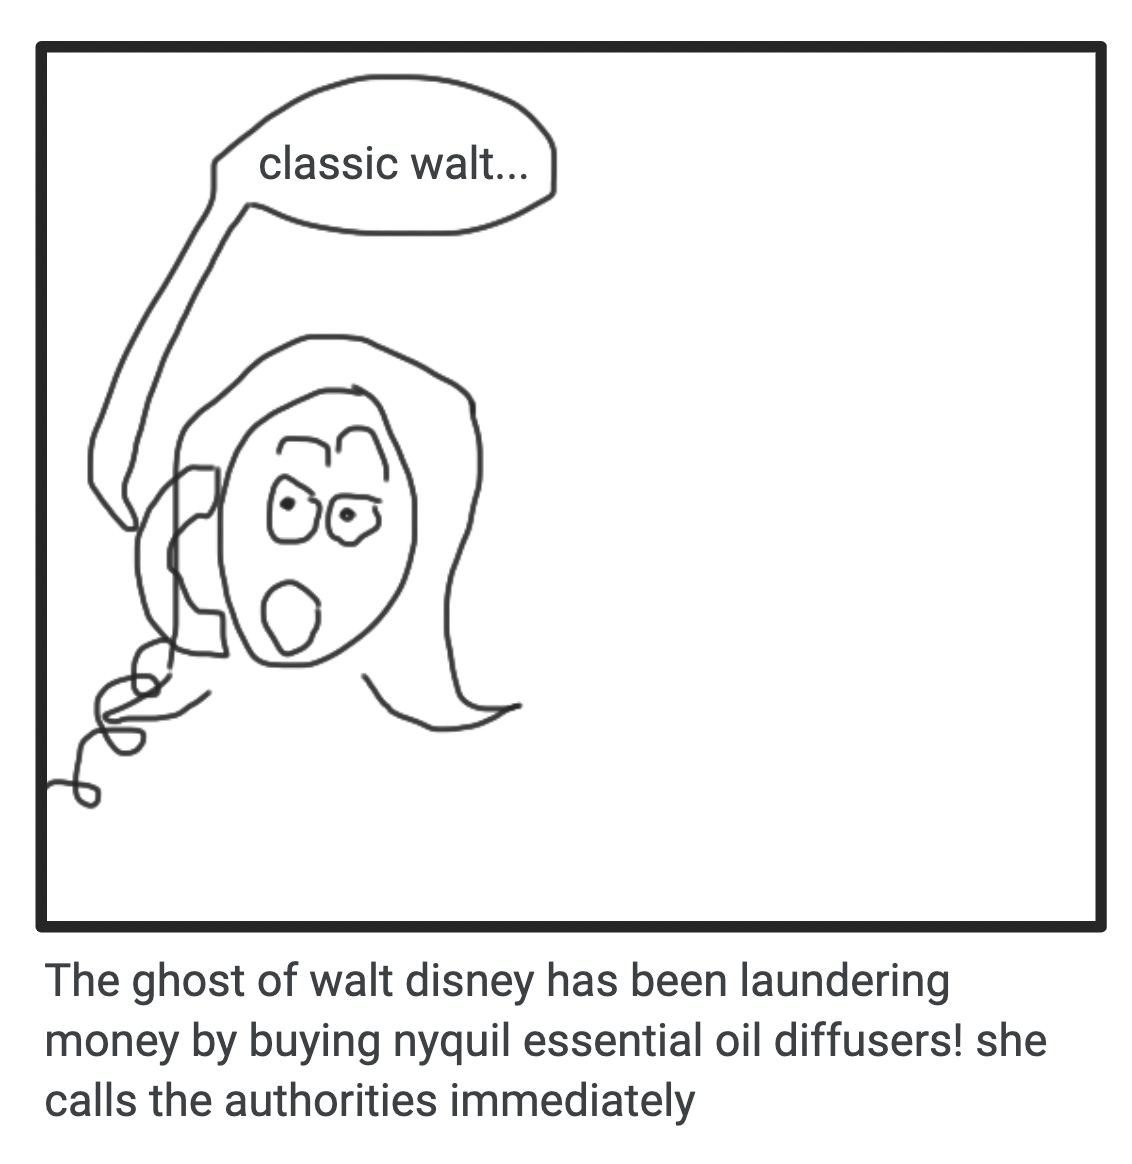 classic walt...
The ghost of walt disney has been laundering
money by buying nyquil essential oil diffusers! she
calls the authorities immediately